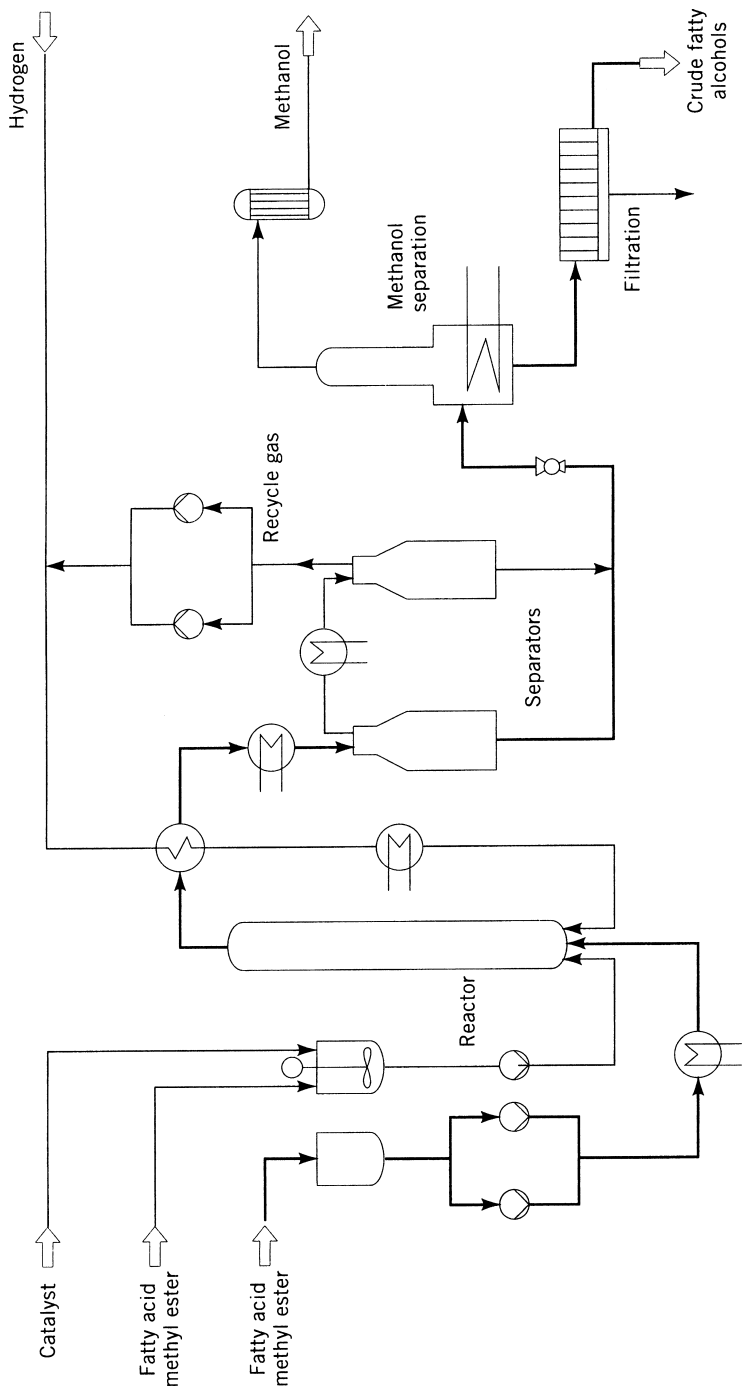 Catalyst
Fatty acid
methyl ester
Fatty acid
methyl ester
Reactor
Separators
Recycle gas
Hydrogen
Methanol
separation
Methanol
Filtration
Crude fatty
alcohols